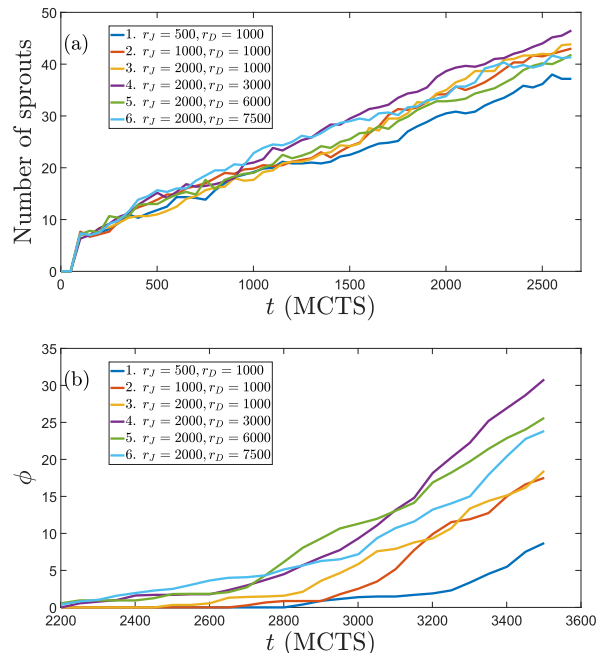 50
40
30
20
10
0
Number of sprouts
(a)
1. r_J = 500, r_D = 1000
2. r_J = 1000, r_D = 1000
3. r_J = 2000, r_D = 1000
4. r_J = 2000, r_D = 3000
5. r_J = 2000, r_D = 6000
6. r_J = 2000, r_D = 7500
0 500 1000 1500 2000 2500
t (MCTS)
35
30
25
20
15
10
5
0
ϕ
(b)
1. r_J = 500, r_D = 1000
2. r_J = 1000, r_D = 1000
3. r_J = 2000, r_D = 1000
4. r_J = 2000, r_D = 3000
5. r_J = 2000, r_D = 6000
6. r_J = 2000, r_D = 7500
2200 2400 2600 2800 3000 3200 3400 3600
t (MCTS)